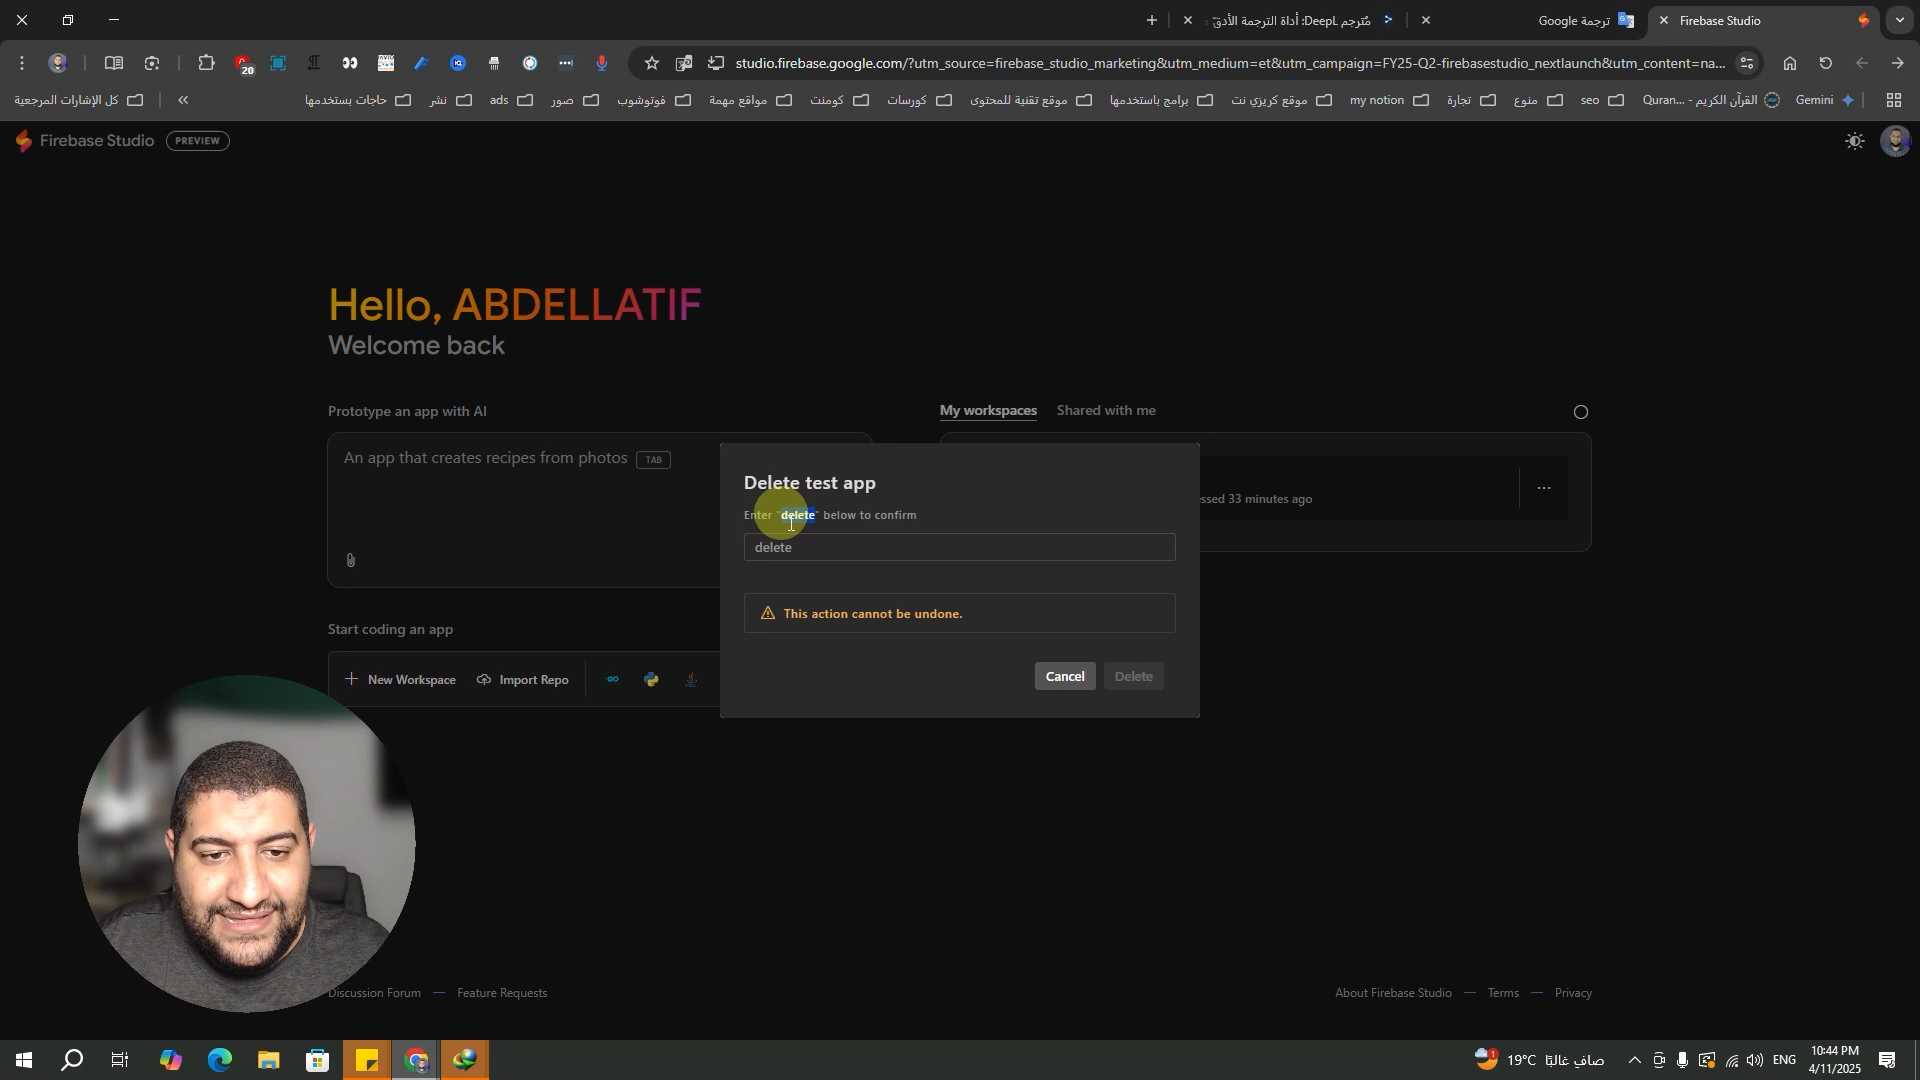 مُترجم DeepL: أداة الترجمة الأدق
ترجمة Google
Firebase Studio
20
studio.firebase.google.com/?utm_source=firebase_studio_marketing&utm_medium=et&utm_campaign=FY25-Q2-firebasestudio_nextlaunch&utm_content=na...
كل الإشارات المرجعية
حاجات بستخدمها
نشر
ads
صور
فوتوشوب
مواقع مهمة
كومنت
كورسات
موقع تقنية للمحتوى
برامج باستخدمها
موقع كريزي نت
my notion
تجارة
منوع
seo
القرآن الكريم - Quran...
Gemini
Firebase Studio
PREVIEW
Hello, ABDELLATIF
Welcome back
Prototype an app with AI
My workspaces
Shared with me
An app that creates recipes from photos
TAB
Delete test app
Enter "delete" below to confirm
delete
ssed 33 minutes ago
...
This action cannot be undone.
Cancel
Delete
Start coding an app
New Workspace
Import Repo
Discussion Forum — Feature Requests
About Firebase Studio — Terms — Privacy
1
19°C
صافٍ غالبًا
ENG
10:44 PM
4/11/2025